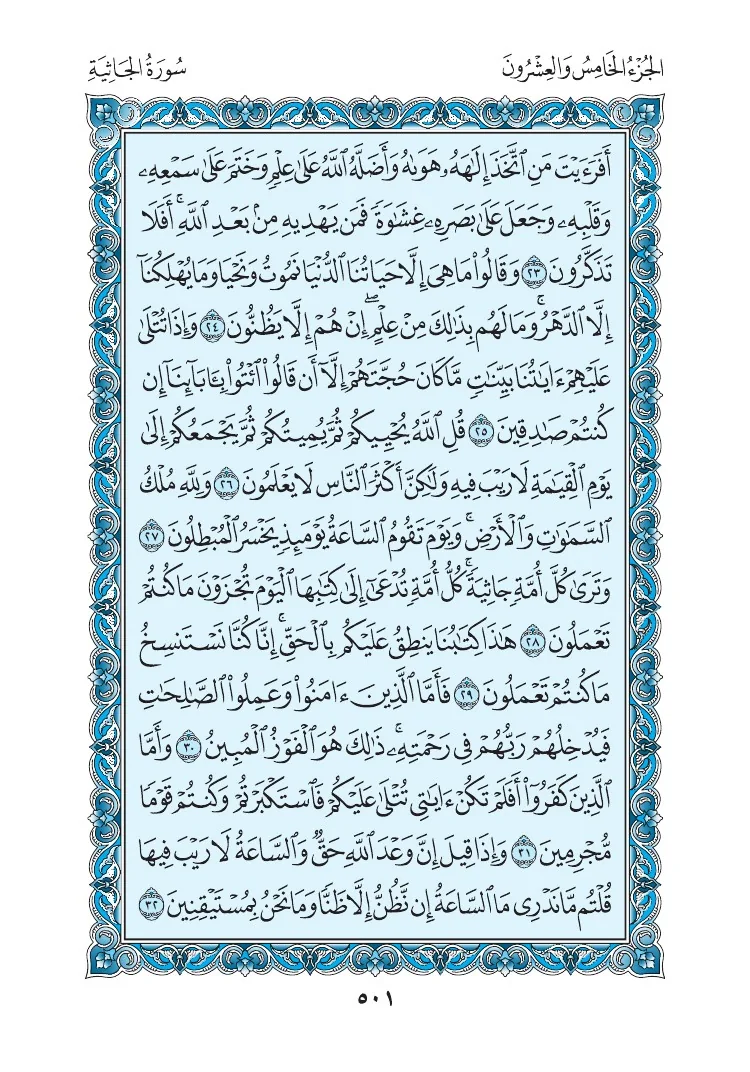 الجُزْءُ الخَامِسُ وَالعِشْرُونَ
سُورَةُ الجَاثِيَةِ
أَفَرَءَيْتَ مَنِ ٱتَّخَذَ إِلَٰهَهُۥ هَوَىٰهُ وَأَضَلَّهُ ٱللَّهُ عَلَىٰ عِلْمٍ وَخَتَمَ عَلَىٰ سَمْعِهِۦ
وَقَلْبِهِۦ وَجَعَلَ عَلَىٰ بَصَرِهِۦ غِشَٰوَةً فَمَن يَهْدِيهِ مِنۢ بَعْدِ ٱللَّهِۚ أَفَلَا
تَذَكَّرُونَ ٢٣ وَقَالُوا۟ مَا هِىَ إِلَّا حَيَاتُنَا ٱلدُّنْيَا نَمُوتُ وَنَحْيَا وَمَا يُهْلِكُنَآ
إِلَّا ٱلدَّهْرُۚ وَمَا لَهُم بِذَٰلِكَ مِنْ عِلْمٍۖ إِنْ هُمْ إِلَّا يَظُنُّونَ ٢٤ وَإِذَا تُتْلَىٰ
عَلَيْهِمْ ءَايَٰتُنَا بَيِّنَٰتٍ مَّا كَانَ حُجَّتَهُمْ إِلَّآ أَن قَالُوا۟ ٱئْتُوا۟ بِـَٔابَآئِنَآ إِن
كُنتُمْ صَٰدِقِينَ ٢٥ قُلِ ٱللَّهُ يُحْيِيكُمْ ثُمَّ يُمِيتُكُمْ ثُمَّ يَجْمَعُكُمْ إِلَىٰ
يَوْمِ ٱلْقِيَٰمَةِ لَا رَيْبَ فِيهِ وَلَٰكِنَّ أَكْثَرَ ٱلنَّاسِ لَا يَعْلَمُونَ ٢٦ وَلِلَّهِ مُلْكُ
ٱلسَّمَٰوَٰتِ وَٱلْأَرْضِۚ وَيَوْمَ تَقُومُ ٱلسَّاعَةُ يَوْمَئِذٍ يَخْسَرُ ٱلْمُبْطِلُونَ ٢٧
وَتَرَىٰ كُلَّ أُمَّةٍ جَاثِيَةًۚ كُلُّ أُمَّةٍ تُدْعَىٰٓ إِلَىٰ كِتَٰبِهَا ٱلْيَوْمَ تُجْزَوْنَ مَا كُنتُمْ
تَعْمَلُونَ ٢٨ هَٰذَا كِتَٰبُنَا يَنطِقُ عَلَيْكُم بِٱلْحَقِّۚ إِنَّا كُنَّا نَسْتَنسِخُ
مَا كُنتُمْ تَعْمَلُونَ ٢٩ فَأَمَّا ٱلَّذِينَ ءَامَنُوا۟ وَعَمِلُوا۟ ٱلصَّٰلِحَٰتِ
فَيُدْخِلُهُمْ رَبُّهُمْ فِى رَحْمَتِهِۦۚ ذَٰلِكَ هُوَ ٱلْفَوْزُ ٱلْمُبِينُ ٣٠ وَأَمَّا
ٱلَّذِينَ كَفَرُوٓا۟ أَفَلَمْ تَكُنْ ءَايَٰتِى تُتْلَىٰ عَلَيْكُمْ فَٱسْتَكْبَرْتُمْ وَكُنتُمْ قَوْمًا
مُّجْرِمِينَ ٣١ وَإِذَا قِيلَ إِنَّ وَعْدَ ٱللَّهِ حَقٌّ وَٱلسَّاعَةُ لَا رَيْبَ فِيهَا
قُلْتُم مَّا نَدْرِى مَا ٱلسَّاعَةُ إِن نَّظُنُّ إِلَّا ظَنًّا وَمَا نَحْنُ بِمُسْتَيْقِنِينَ ٣٢
٥٠١